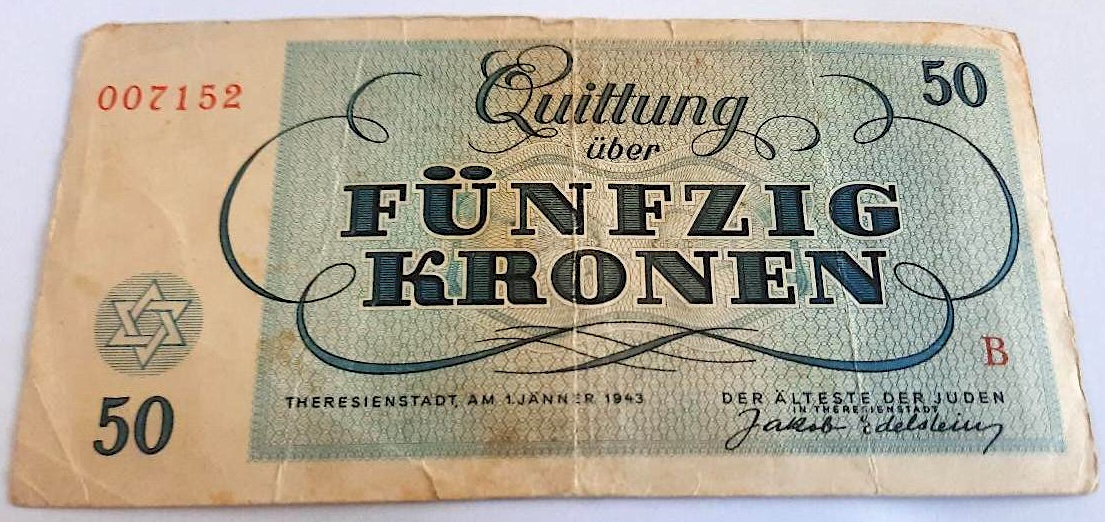 007152
50
Quittung
über
FÜNFZIG
KRONEN
B
50
THERESIENSTADT, AM 1. JÄNNER 1943
DER ÄLTESTE DER JUDEN
IN THERESIENSTADT
Jakob Edelstein